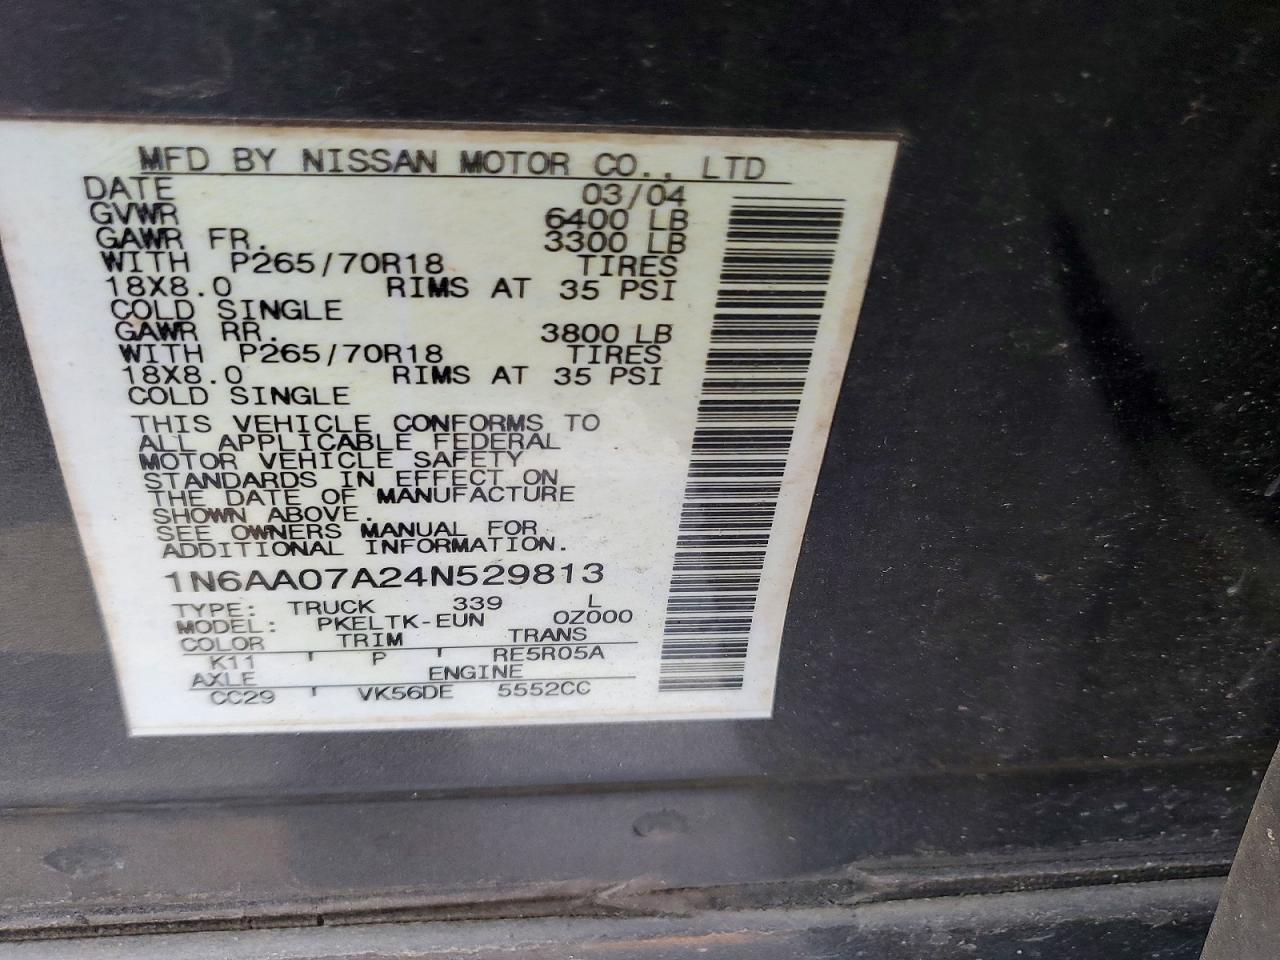 MFD BY NISSAN MOTOR CO., LTD
DATE 03/04
GVWR 6400 LB
GAWR FR. 3300 LB
WITH P265/70R18 TIRES
18X8.0 RIMS AT 35 PSI
COLD SINGLE
GAWR RR. 3800 LB
WITH P265/70R18 TIRES
18X8.0 RIMS AT 35 PSI
COLD SINGLE
THIS VEHICLE CONFORMS TO
ALL APPLICABLE FEDERAL
MOTOR VEHICLE SAFETY
STANDARDS IN EFFECT ON
THE DATE OF MANUFACTURE
SHOWN ABOVE.
SEE OWNERS MANUAL FOR
ADDITIONAL INFORMATION.
1N6AA07A24N529813
TYPE: TRUCK 339 L
MODEL: PKELTK-EUN 0Z000
COLOR TRIM TRANS
K11 ' P ' RE5R05A
AXLE ENGINE
CC29 ' VK56DE 5552CC